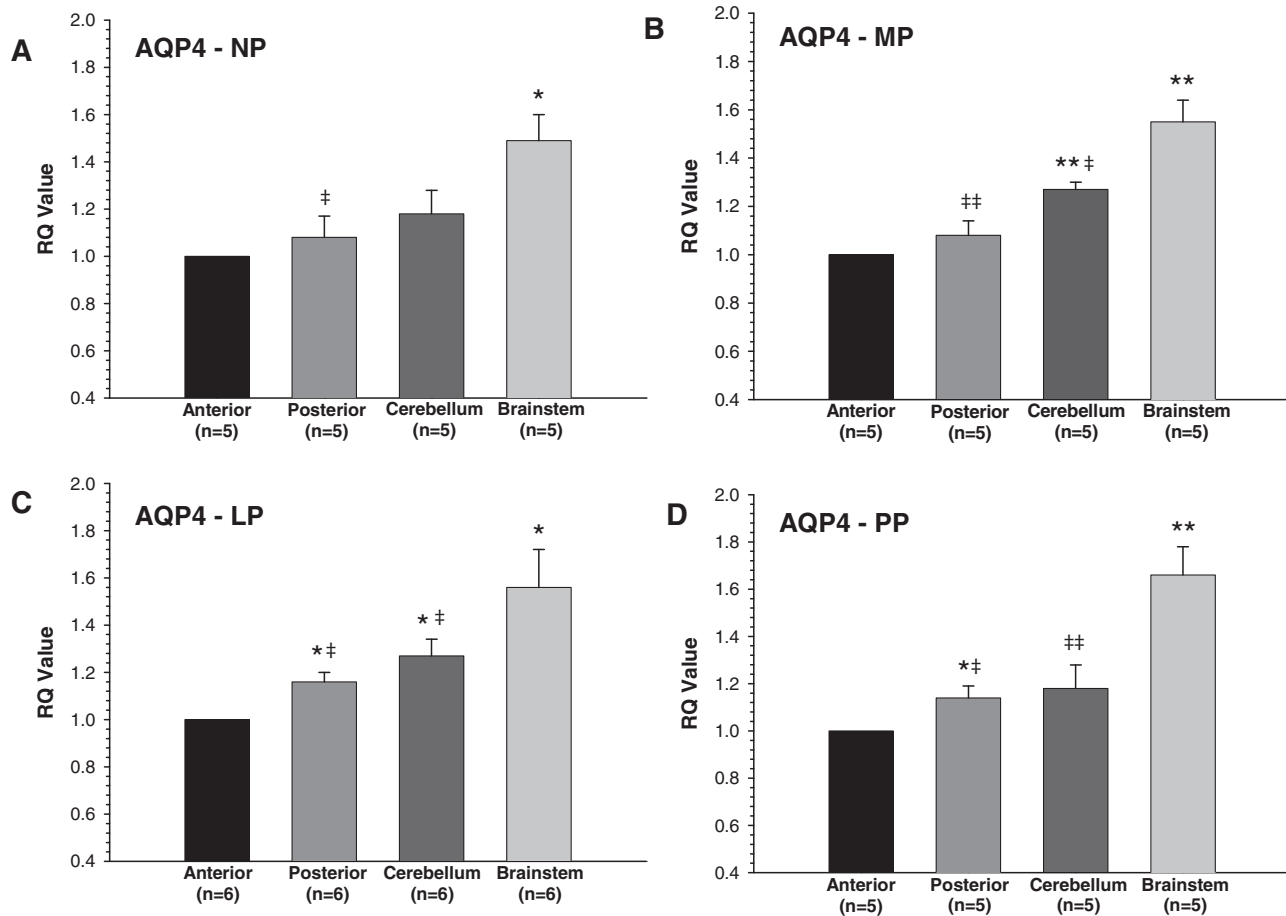 A
AQP4 - NP
RQ Value
2.0
1.8
1.6
1.4
1.2
1.0
0.8
0.6
0.4
*
‡
Anterior Posterior Cerebellum Brainstem
(n=5) (n=5) (n=5) (n=5)
B
AQP4 - MP
RQ Value
2.0
1.8
1.6
1.4
1.2
1.0
0.8
0.6
0.4
**
**‡
‡‡
Anterior Posterior Cerebellum Brainstem
(n=5) (n=5) (n=5) (n=5)
C
AQP4 - LP
RQ Value
2.0
1.8
1.6
1.4
1.2
1.0
0.8
0.6
0.4
*
*‡
*‡
Anterior Posterior Cerebellum Brainstem
(n=6) (n=6) (n=6) (n=6)
D
AQP4 - PP
RQ Value
2.0
1.8
1.6
1.4
1.2
1.0
0.8
0.6
0.4
**
‡‡
*‡
Anterior Posterior Cerebellum Brainstem
(n=5) (n=5) (n=5) (n=5)